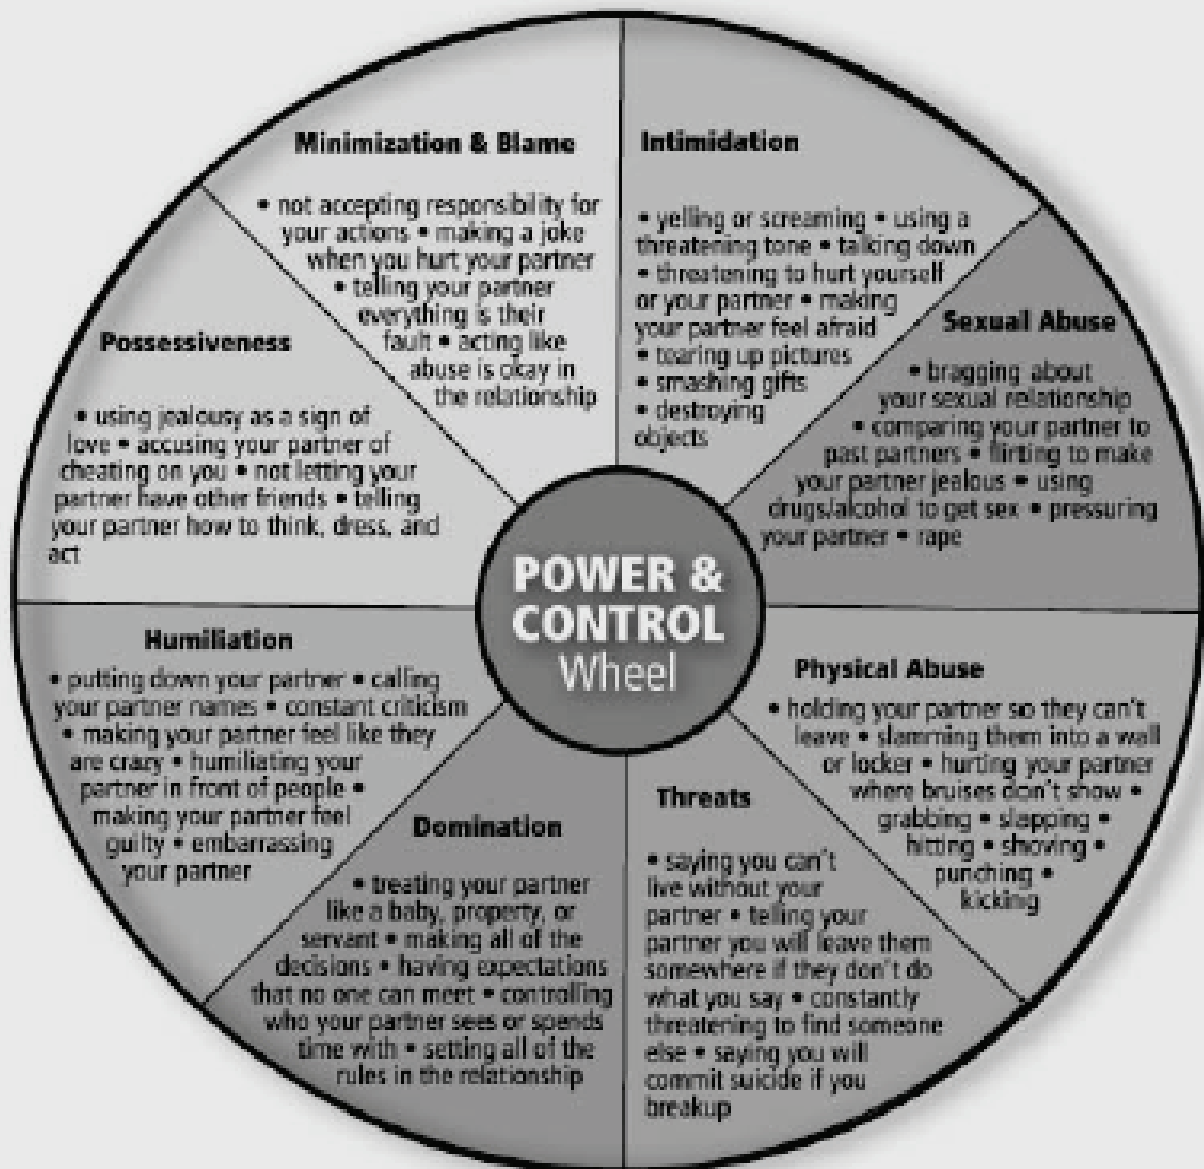 Minimization & Blame
• not accepting responsibility for
your actions • making a joke
when you hurt your partner
• telling your partner
everything is their
fault • acting like
abuse is okay in
the relationship
Intimidation
• yelling or screaming • using a
threatening tone • talking down
• threatening to hurt yourself
or your partner • making
your partner feel afraid
• tearing up pictures
• smashing gifts
• destroying
objects
Sexual Abuse
• bragging about
your sexual relationship
• comparing your partner to
past partners • flirting to make
your partner jealous • using
drugs/alcohol to get sex • pressuring
your partner • rape
Physical Abuse
• holding your partner so they can't
leave • slamming them into a wall
or locker • hurting your partner
where bruises don't show •
grabbing • slapping •
hitting • shoving •
punching •
kicking
Threats
• saying you can't
live without your
partner • telling your
partner you will leave them
somewhere if they don't do
what you say • constantly
threatening to find someone
else • saying you will
commit suicide if you
breakup
Domination
• treating your partner
like a baby, property, or
servant • making all of the
decisions • having expectations
that no one can meet • controlling
who your partner sees or spends
time with • setting all of the
rules in the relationship
Humiliation
• putting down your partner • calling
your partner names • constant criticism
• making your partner feel like they
are crazy • humiliating your
partner in front of people •
making your partner feel
guilty • embarrassing
your partner
Possessiveness
• using jealousy as a sign of
love • accusing your partner of
cheating on you • not letting your
partner have other friends • telling
your partner how to think, dress, and
act
POWER &
CONTROL
Wheel